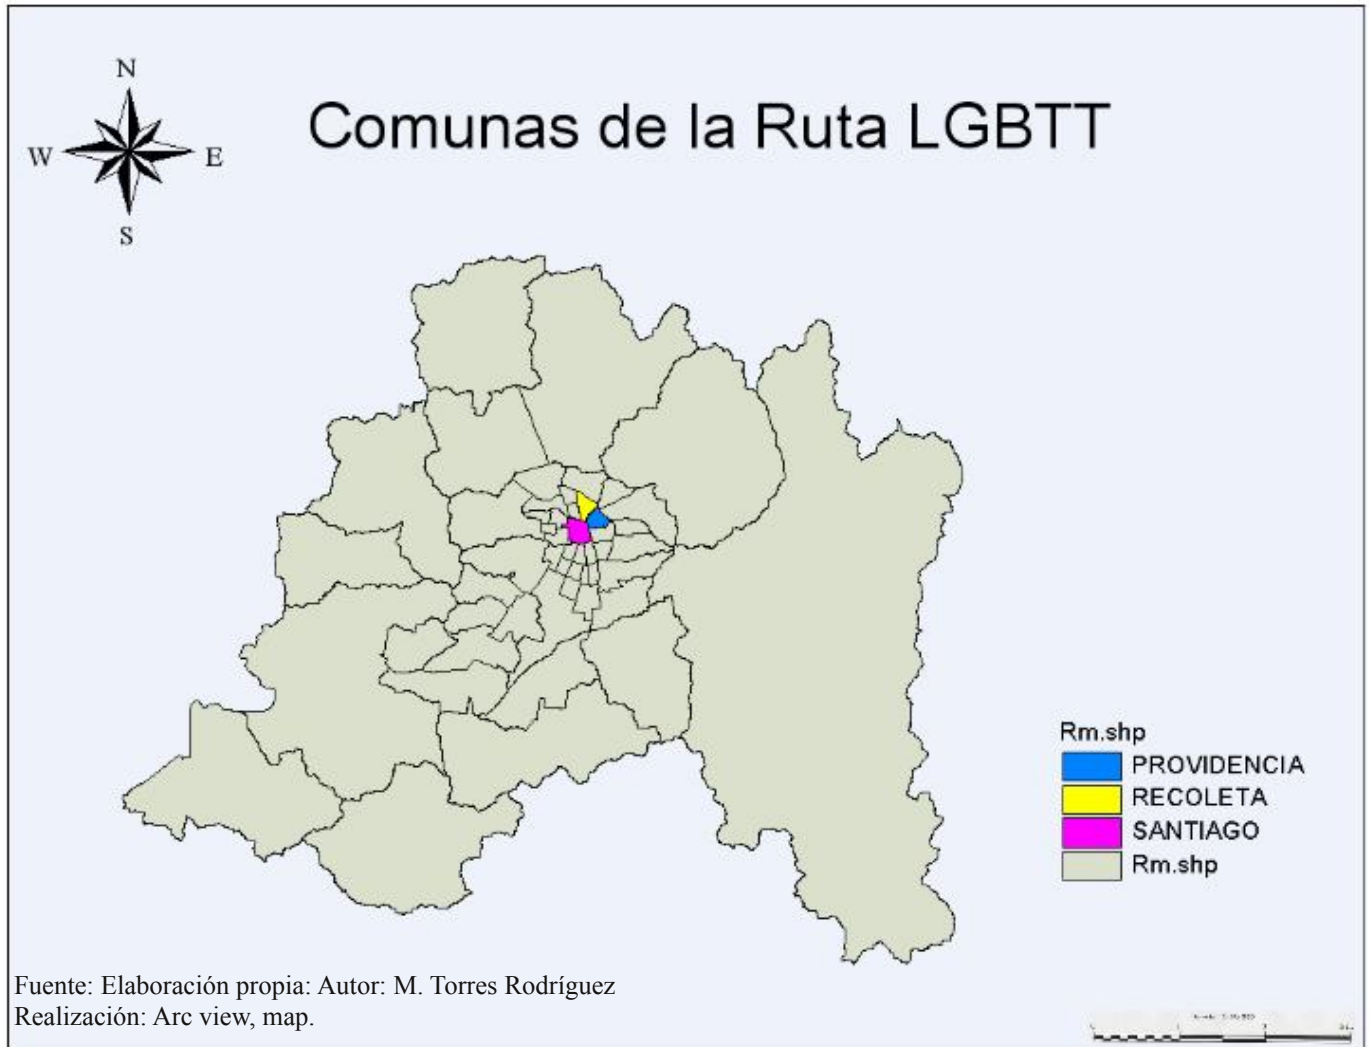 N
Comunas de la Ruta LGBTT
W E
S
Rm.shp
PROVIDENCIA
RECOLETA
SANTIAGO
Rm.shp
Fuente: Elaboración propia: Autor: M. Torres Rodríguez
Realización: Arc view, map.